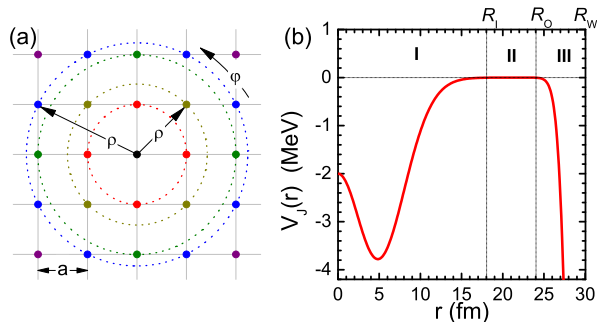 (a)
φ
ρ
ρ
a
(b)
R_I R_O R_W
I II III
0
-1
-2
-3
-4
V_J(r) (MeV)
0 5 10 15 20 25 30
r (fm)